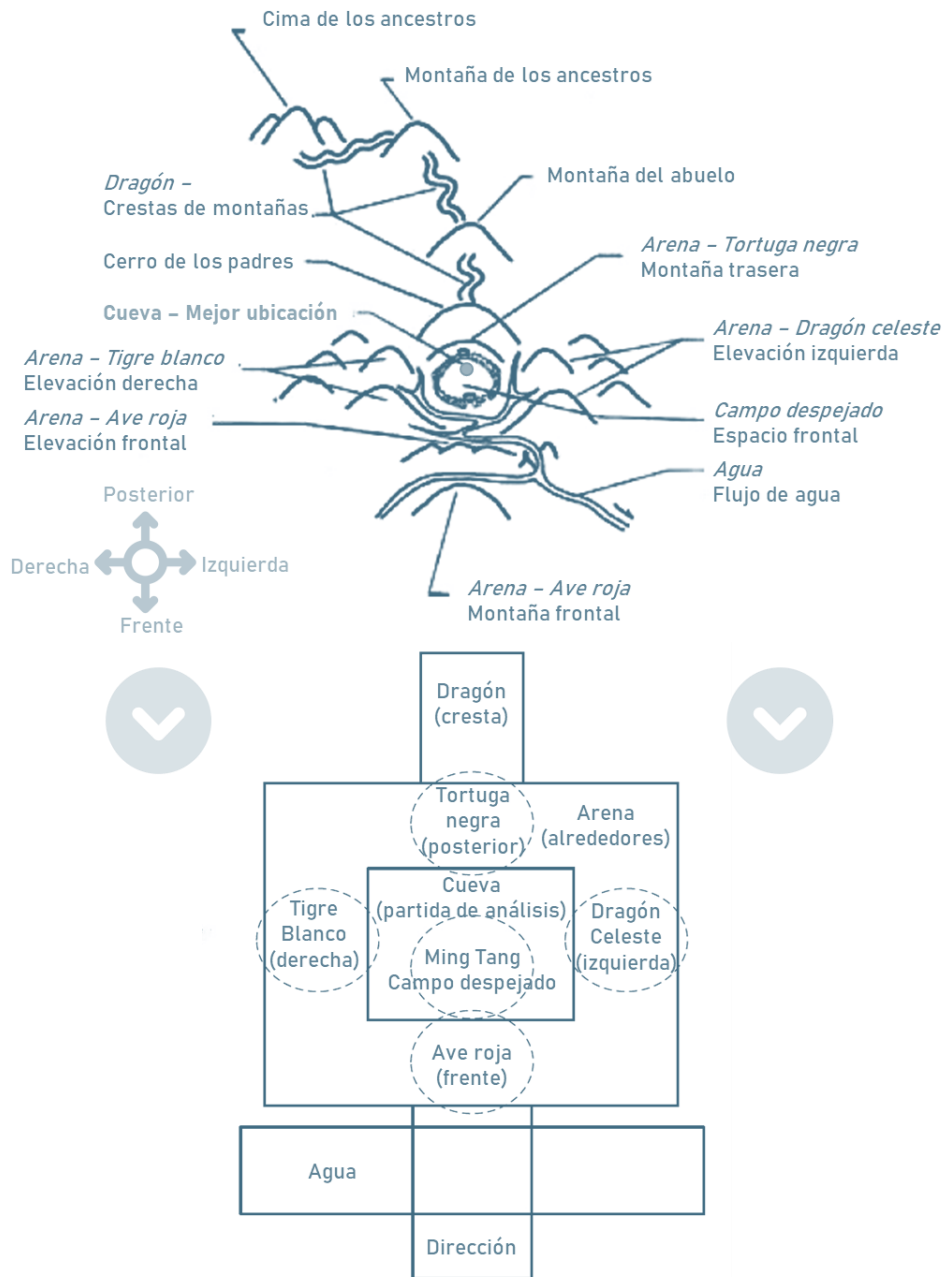 Cima de los ancestros
Montaña de los ancestros
Dragón –
Crestas de montañas
Montaña del abuelo
Arena – Tortuga negra
Montaña trasera
Cerro de los padres
Cueva – Mejor ubicación
Arena – Dragón celeste
Elevación izquierda
Arena – Tigre blanco
Elevación derecha
Arena – Ave roja
Elevación frontal
Campo despejado
Espacio frontal
Agua
Flujo de agua
Posterior
Derecha
Izquierda
Frente
Arena – Ave roja
Montaña frontal
Dragón
(cresta)
Tortuga
negra
(posterior)
Arena
(alrededores)
Cueva
(partida de análisis)
Tigre
Blanco
(derecha)
Dragón
Celeste
(izquierda)
Ming Tang
Campo despejado
Ave roja
(frente)
Agua
Dirección